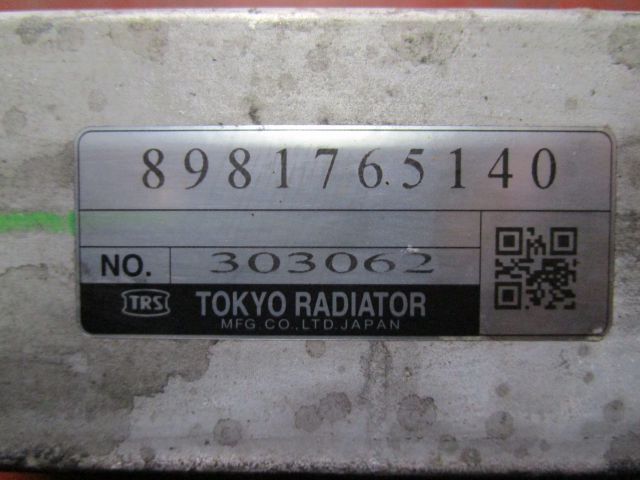 8981765140
NO. 303062
TRS TOKYO RADIATOR
MFG.CO.,LTD.JAPAN